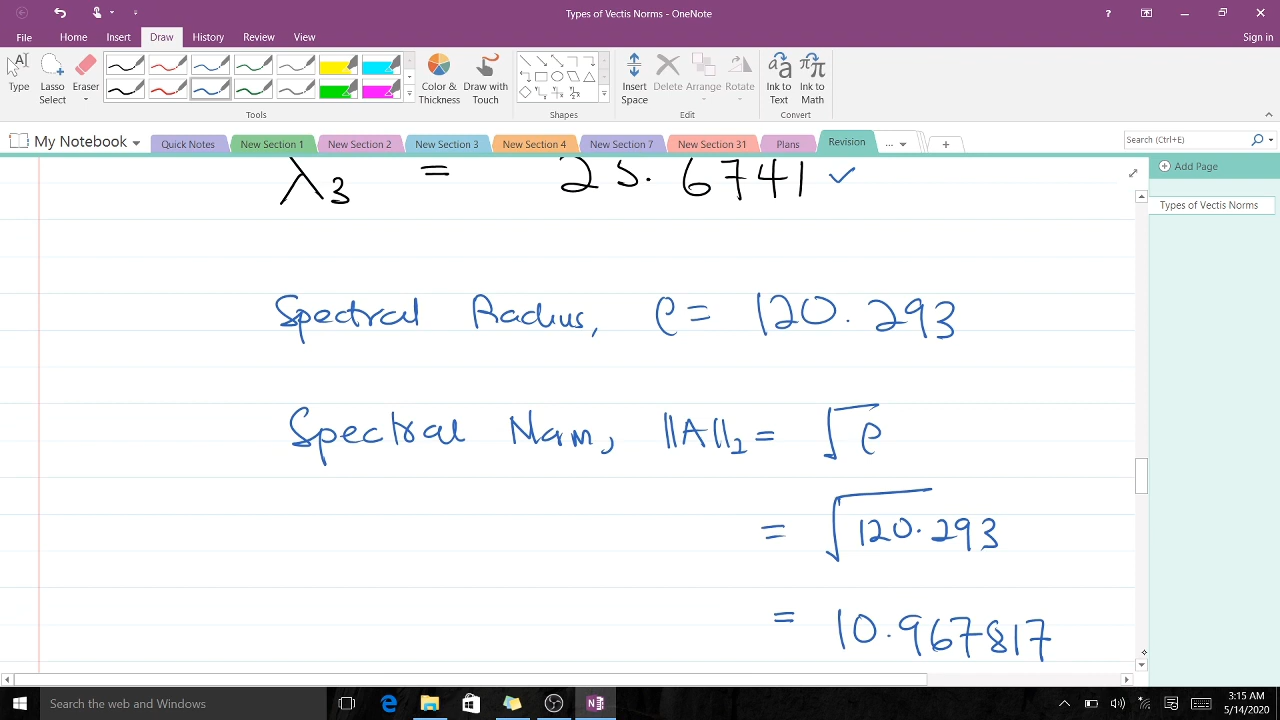 Types of Vectis Norms - OneNote
? Sign in
File Home Insert Draw History Review View
Type Lasso Select Eraser Color & Thickness Draw with Touch Insert Space Delete Arrange Rotate Ink to Text Ink to Math
Tools Shapes Edit Convert
My Notebook Quick Notes New Section 1 New Section 2 New Section 3 New Section 4 New Section 7 New Section 31 Plans Revision ... + Search (Ctrl+E)
Add Page
Types of Vectis Norms
λ3 = 25.6741 ✓
Spectral Radius, ρ = 120.293
Spectral Norm, ||A||2 = √ρ
= √120.293
= 10.967817
Search the web and Windows
3:15 AM
5/14/2020